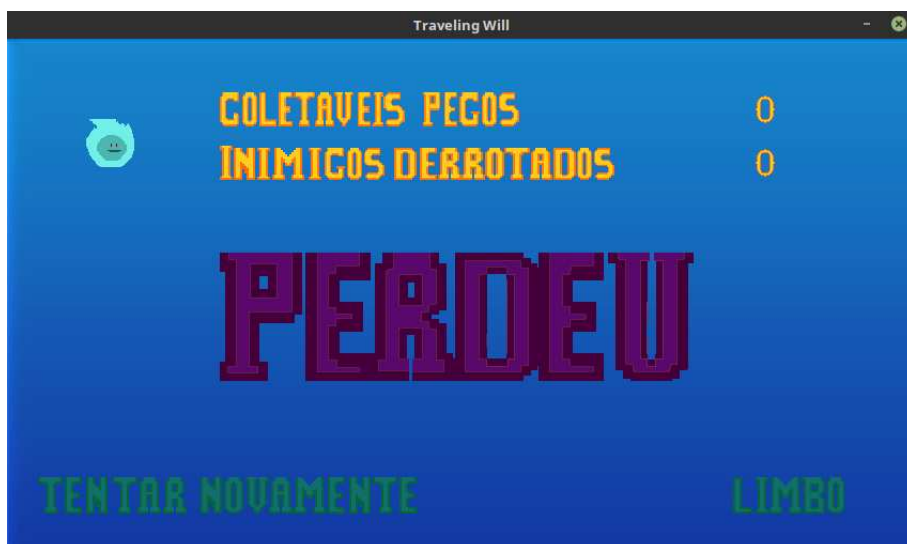 Traveling Will
COLETAVEIS PEGOS 0
INIMIGOS DERROTADOS 0
PERDEU
TENTAR NOVAMENTE LIMBO